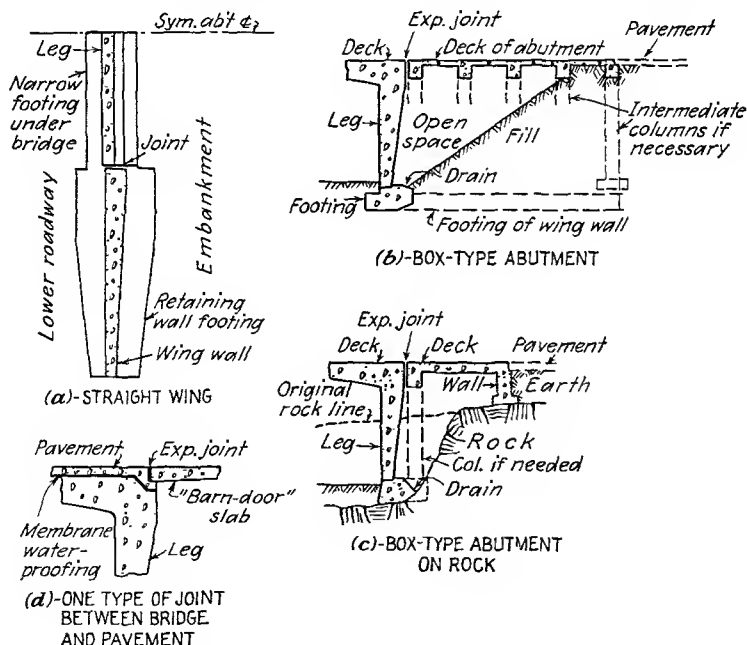 Sym. ab't ȼ
Leg
Narrow
footing
under
bridge
Joint
Lower roadway
Embankment
Retaining
wall footing
Wing wall
(a)-STRAIGHT WING
Exp. joint
Deck
Deck of abutment
Pavement
Leg
Open
space
Fill
Intermediate
columns if
necessary
Drain
Footing
Footing of wing wall
(b)-BOX-TYPE ABUTMENT
Exp. joint
Deck
Deck
Pavement
Original
rock line
Wall
Earth
Leg
Rock
Col. if needed
Drain
(c)-BOX-TYPE ABUTMENT
ON ROCK
Pavement
Exp. joint
"Barn-door"
slab
Membrane
water-
proofing
Leg
(d)-ONE TYPE OF JOINT
BETWEEN BRIDGE
AND PAVEMENT